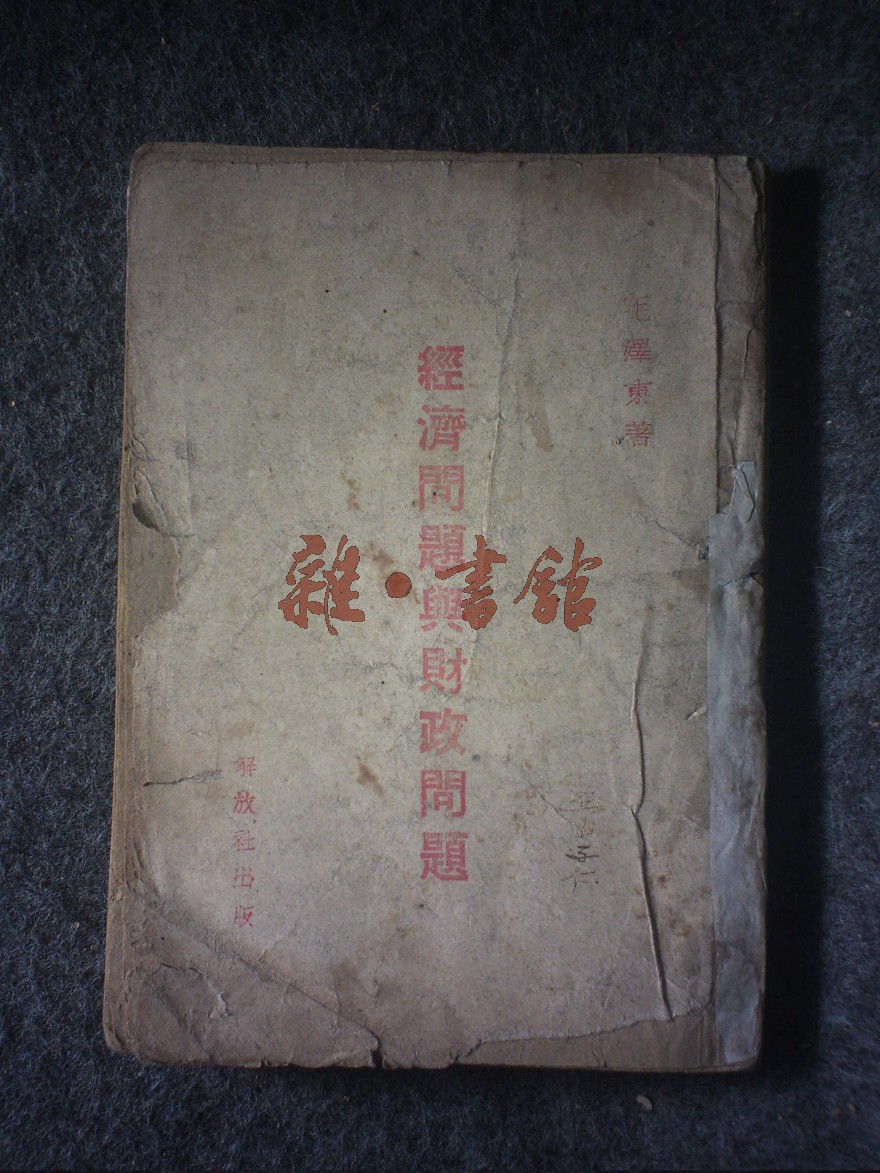 毛澤東著
經濟問題與財政問題
解放社出版
雜·書館